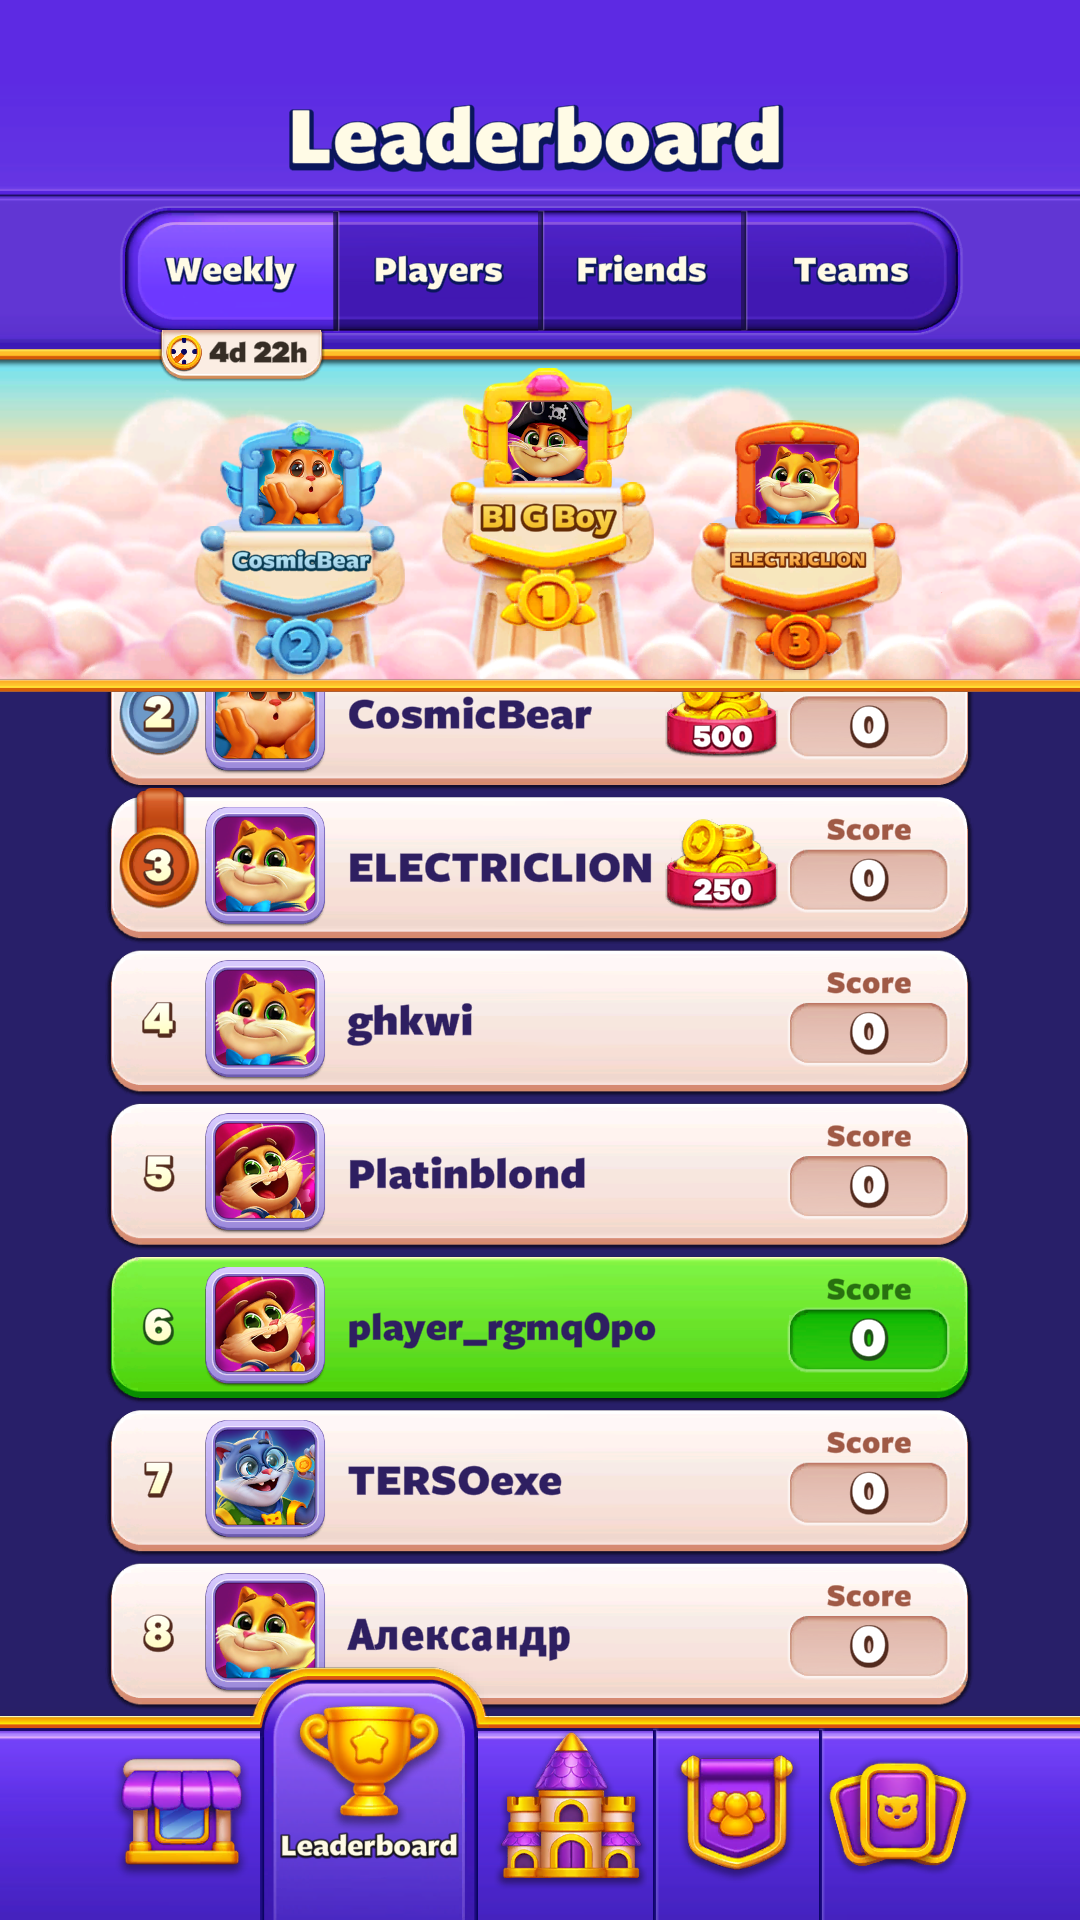 Leaderboard
Weekly
Players
Friends
Teams
4d 22h
CosmicBear
BI G Boy
ELECTRICLION
2
1
3
2
CosmicBear
500
0
3
ELECTRICLION
250
Score
0
4
ghkwi
Score
0
5
Platinblond
Score
0
6
player_rgmq0po
Score
0
7
TERSOexe
Score
0
8
Александр
Score
0
Leaderboard